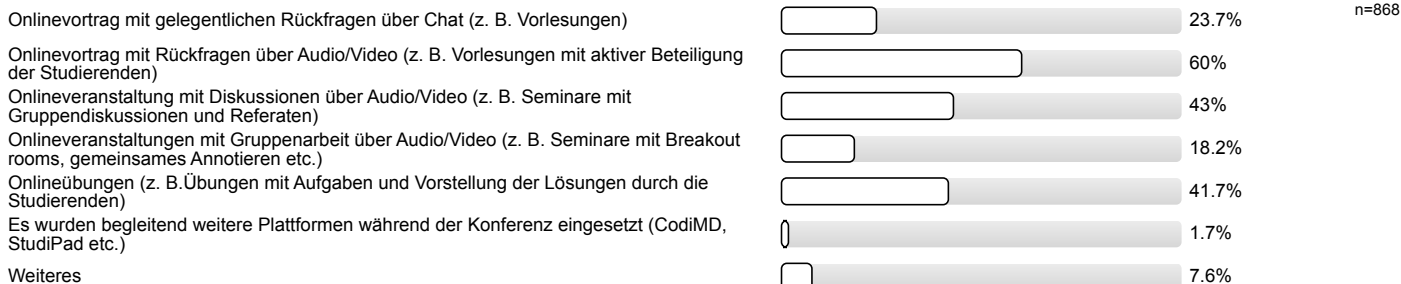 Onlinevortrag mit gelegentlichen Rückfragen über Chat (z. B. Vorlesungen) 23.7% n=868
Onlinevortrag mit Rückfragen über Audio/Video (z. B. Vorlesungen mit aktiver Beteiligung
der Studierenden) 60%
Onlineveranstaltung mit Diskussionen über Audio/Video (z. B. Seminare mit
Gruppendiskussionen und Referaten) 43%
Onlineveranstaltungen mit Gruppenarbeit über Audio/Video (z. B. Seminare mit Breakout
rooms, gemeinsames Annotieren etc.) 18.2%
Onlineübungen (z. B.Übungen mit Aufgaben und Vorstellung der Lösungen durch die
Studierenden) 41.7%
Es wurden begleitend weitere Plattformen während der Konferenz eingesetzt (CodiMD,
StudiPad etc.) 1.7%
Weiteres 7.6%